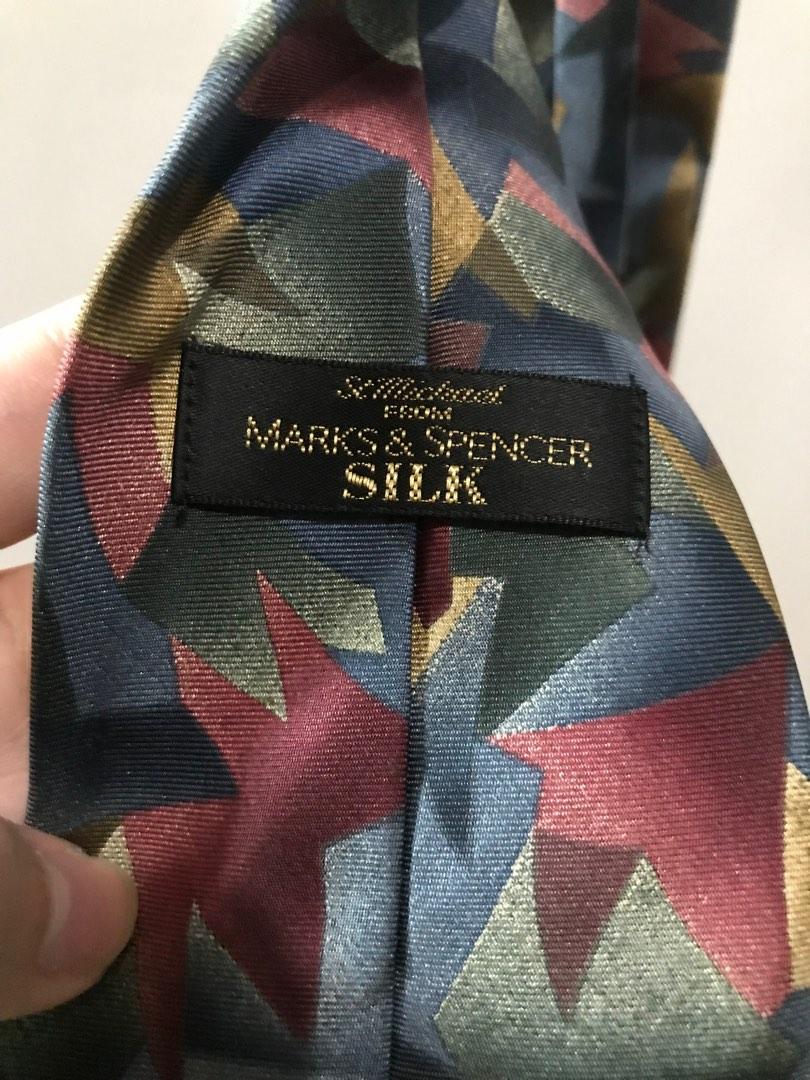 St Michael
FROM
MARKS & SPENCER
SILK